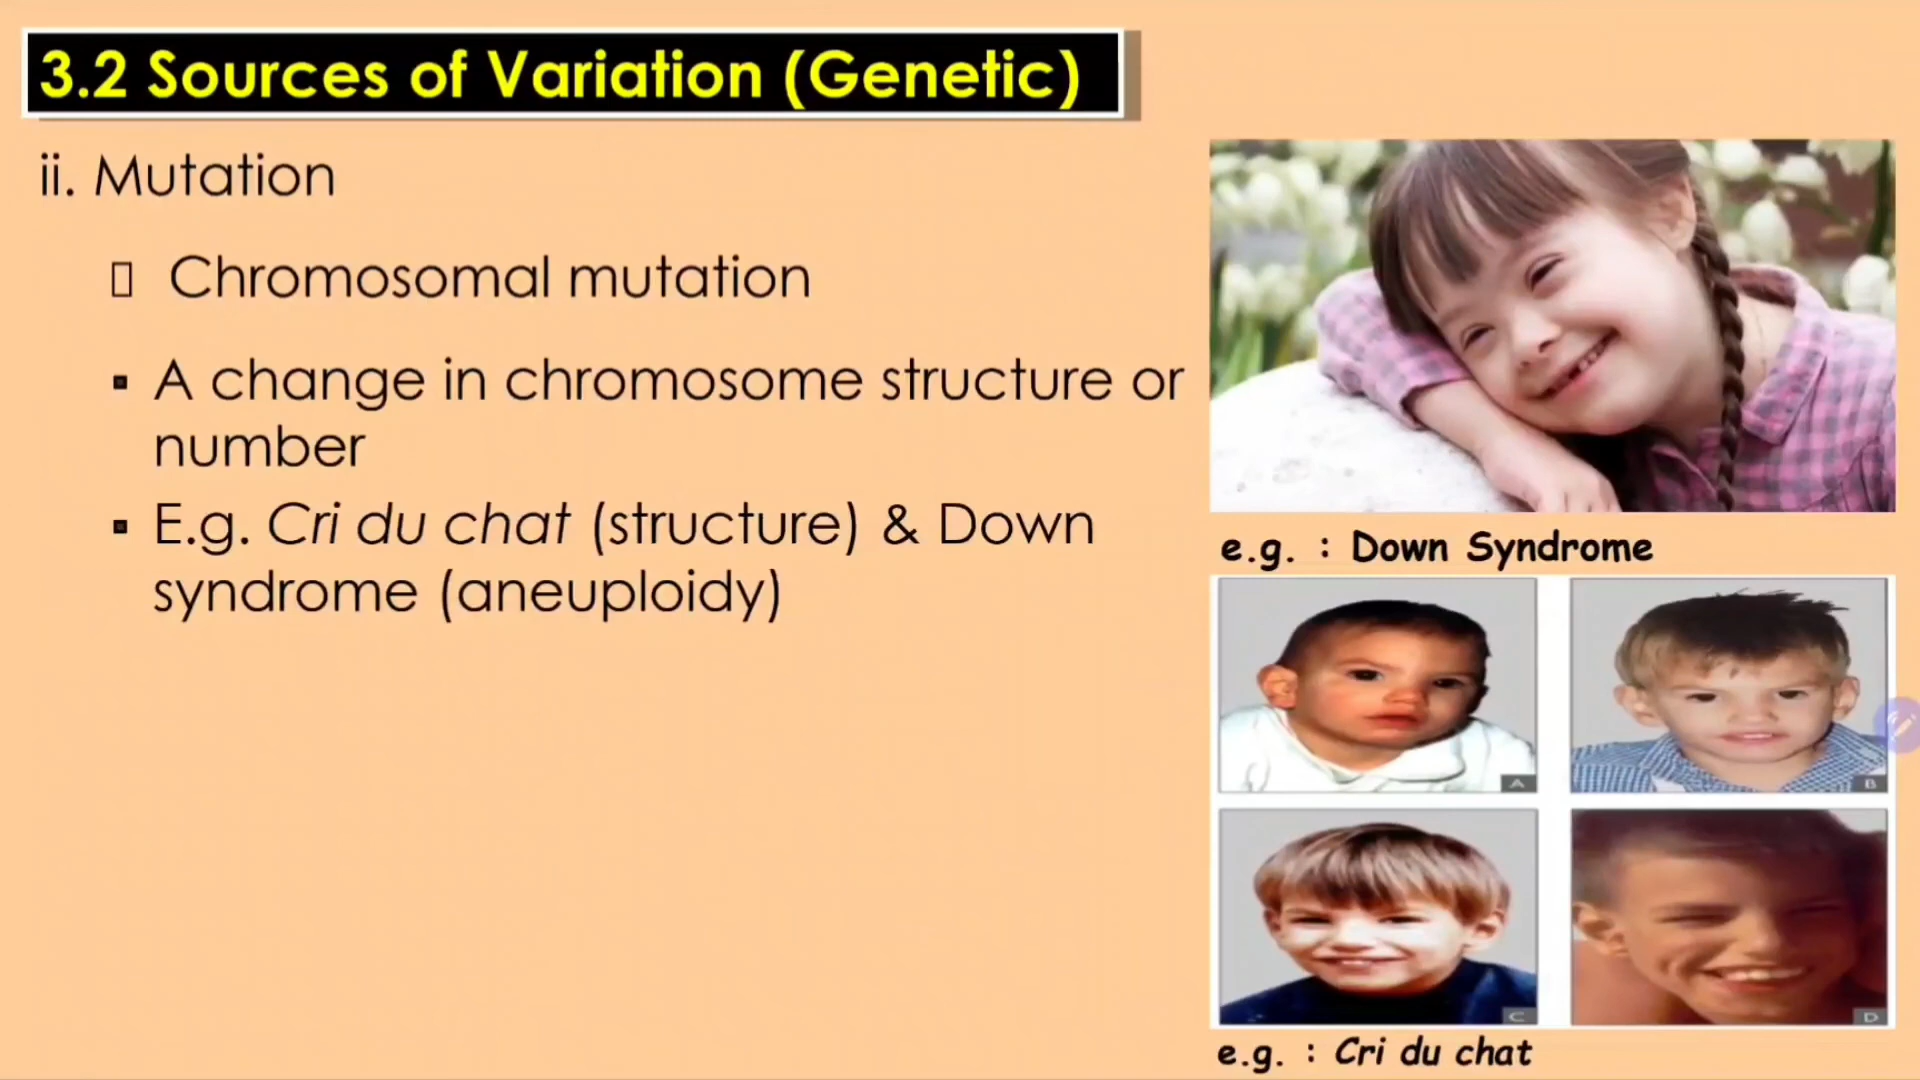 3.2 Sources of Variation (Genetic)
ii. Mutation
Chromosomal mutation
▪ A change in chromosome structure or
number
▪ E.g. Cri du chat (structure) & Down
syndrome (aneuploidy)
e.g. : Down Syndrome
A
B
C
D
e.g. : Cri du chat